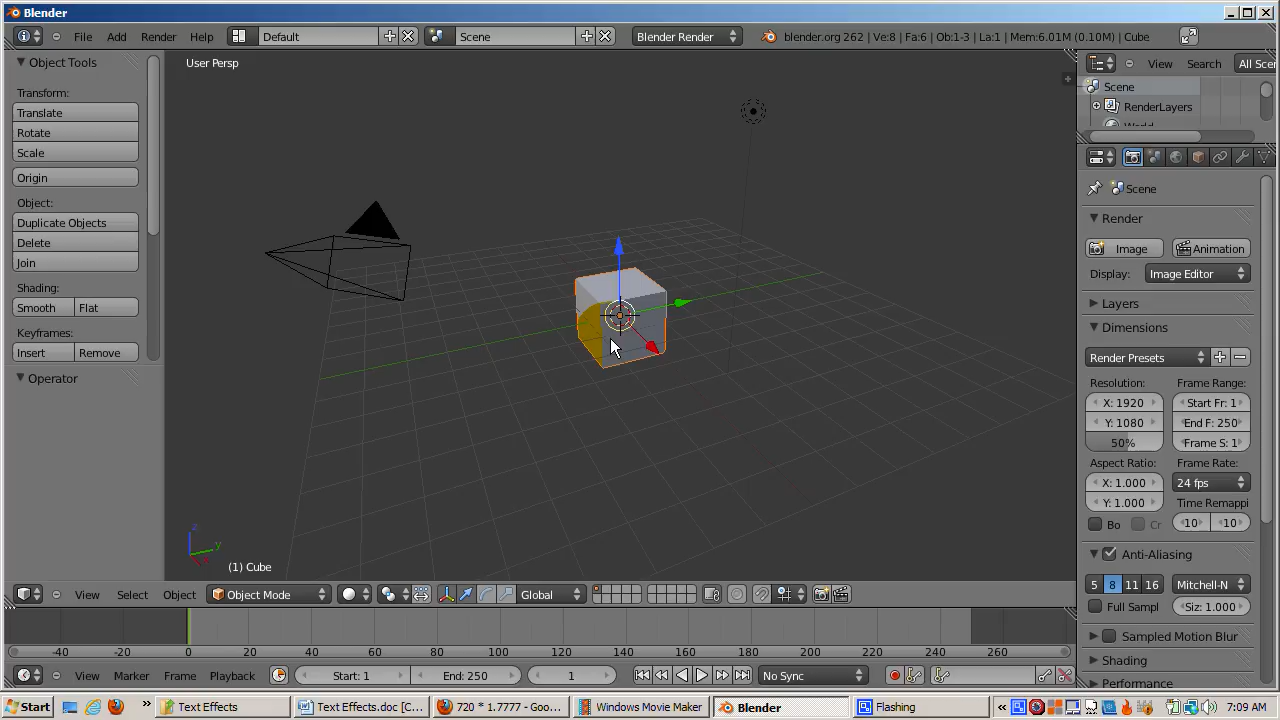 Blender
File Add Render Help Default Scene Blender Render blender.org 262 | Ve:8 | Fa:6 | Ob:1-3 | La:1 | Mem:6.01M (0.10M) | Cube
Object Tools
Transform:
Translate
Rotate
Scale
Origin
Object:
Duplicate Objects
Delete
Join
Shading:
Smooth Flat
Keyframes:
Insert Remove
Operator
User Persp
z
y
(1) Cube
View Search All Scen
Scene
RenderLayers
World
Scene
Render
Image Animation
Display: Image Editor
Layers
Dimensions
Render Presets
Resolution: Frame Range:
X: 1920 Start Fr: 1
Y: 1080 End F: 250
50% Frame S: 1
Aspect Ratio: Frame Rate:
X: 1.000 24 fps
Y: 1.000 Time Remappi
Bo Cr 10 10
Anti-Aliasing
5 8 11 16 Mitchell-N
Full Sampl Siz: 1.000
Sampled Motion Blur
Shading
Performance
View Select Object Object Mode Global
-40 -20 0 20 40 60 80 100 120 140 160 180 200 220 240 260
View Marker Frame Playback Start: 1 End: 250 1 No Sync
Start » Text Effects Text Effects.doc [C... 720 * 1.7777 - Goo... Windows Movie Maker Blender Flashing « 7:09 AM